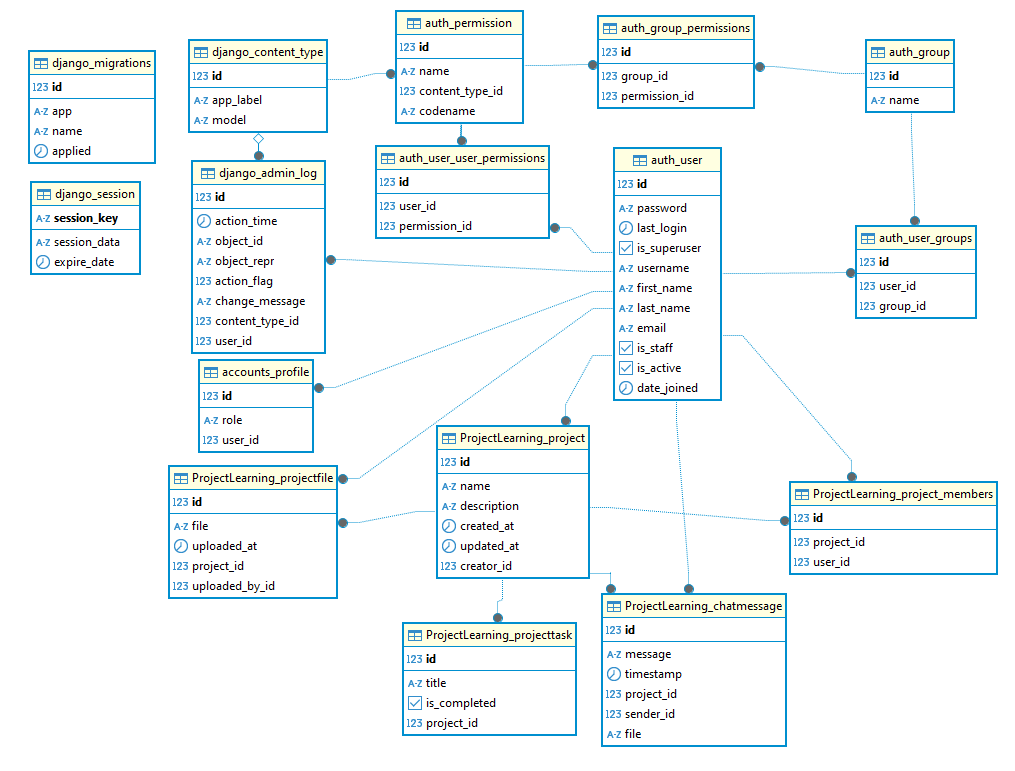 django_migrations
123 id
A-Z app
A-Z name
applied
django_session
A-Z session_key
A-Z session_data
expire_date
django_content_type
123 id
A-Z app_label
A-Z model
django_admin_log
123 id
action_time
A-Z object_id
A-Z object_repr
123 action_flag
A-Z change_message
123 content_type_id
123 user_id
auth_permission
123 id
A-Z name
123 content_type_id
A-Z codename
auth_group_permissions
123 id
123 group_id
123 permission_id
auth_group
123 id
A-Z name
auth_user_user_permissions
123 id
123 user_id
123 permission_id
auth_user
123 id
A-Z password
last_login
is_superuser
A-Z username
A-Z first_name
A-Z last_name
A-Z email
is_staff
is_active
date_joined
auth_user_groups
123 id
123 user_id
123 group_id
accounts_profile
123 id
A-Z role
123 user_id
ProjectLearning_projectfile
123 id
A-Z file
uploaded_at
123 project_id
123 uploaded_by_id
ProjectLearning_project
123 id
A-Z name
A-Z description
created_at
updated_at
123 creator_id
ProjectLearning_project_members
123 id
123 project_id
123 user_id
ProjectLearning_projecttask
123 id
A-Z title
is_completed
123 project_id
ProjectLearning_chatmessage
123 id
A-Z message
timestamp
123 project_id
123 sender_id
A-Z file